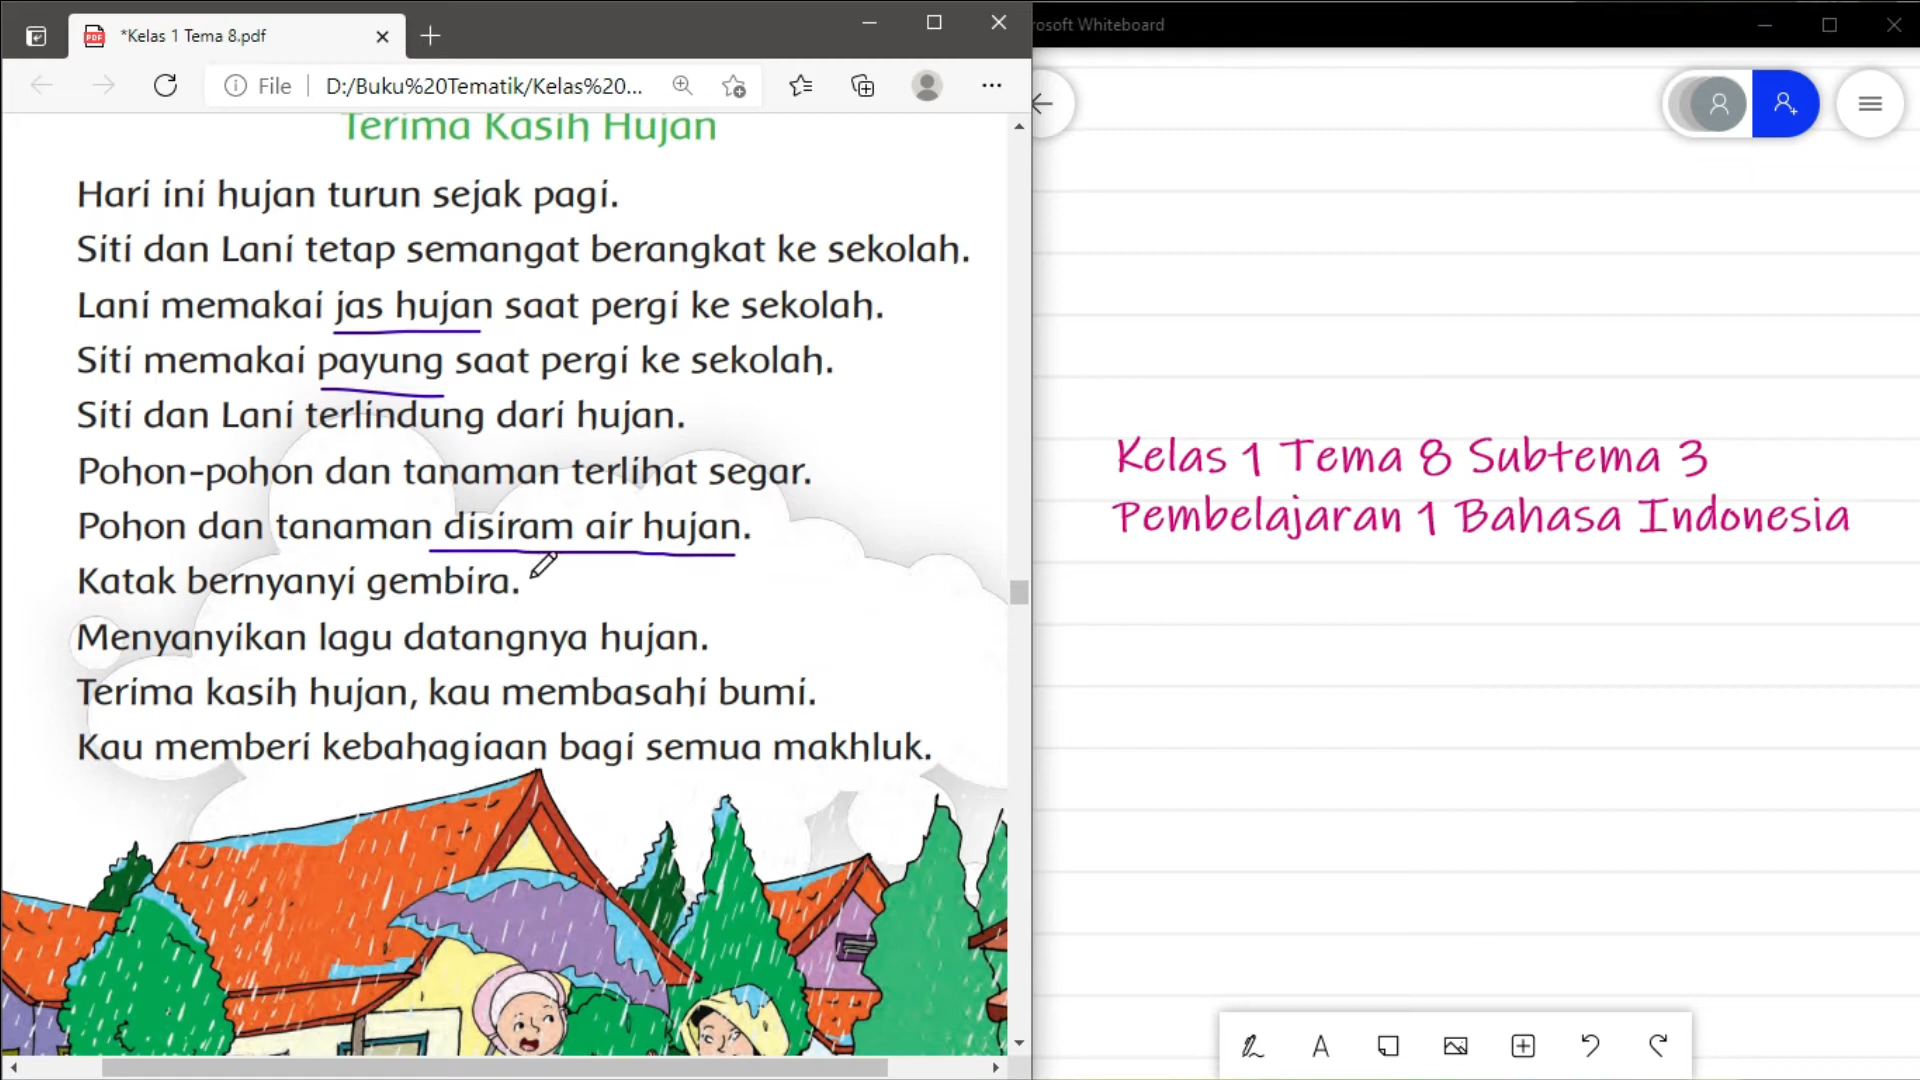 *Kelas 1 Tema 8.pdf
File
D:/Buku%20Tematik/Kelas%20...
Terima Kasih Hujan
Hari ini hujan turun sejak pagi.
Siti dan Lani tetap semangat berangkat ke sekolah.
Lani memakai jas hujan saat pergi ke sekolah.
Siti memakai payung saat pergi ke sekolah.
Siti dan Lani terlindung dari hujan.
Pohon-pohon dan tanaman terlihat segar.
Pohon dan tanaman disiram air hujan.
Katak bernyanyi gembira.
Menyanyikan lagu datangnya hujan.
Terima kasih hujan, kau membasahi bumi.
Kau memberi kebahagiaan bagi semua makhluk.
rosoft Whiteboard
Kelas 1 Tema 8 Subtema 3
Pembelajaran 1 Bahasa Indonesia